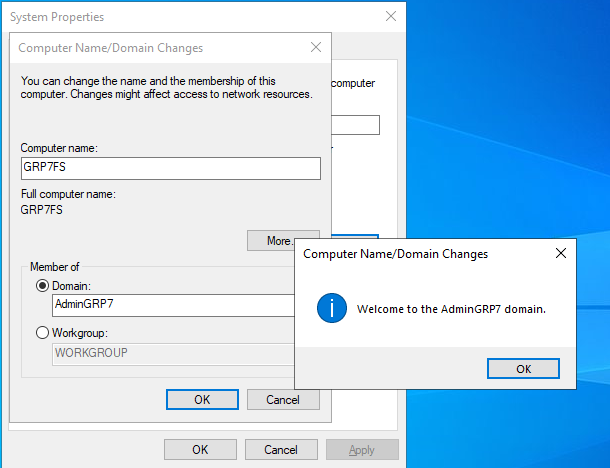 System Properties
Computer Name/Domain Changes
You can change the name and the membership of this
computer. Changes might affect access to network resources.
computer
Computer name:
GRP7FS
Full computer name:
GRP7FS
More...
Member of
Domain:
AdminGRP7
Workgroup:
WORKGROUP
OK
Cancel
Computer Name/Domain Changes
Welcome to the AdminGRP7 domain.
OK
OK
Cancel
Apply